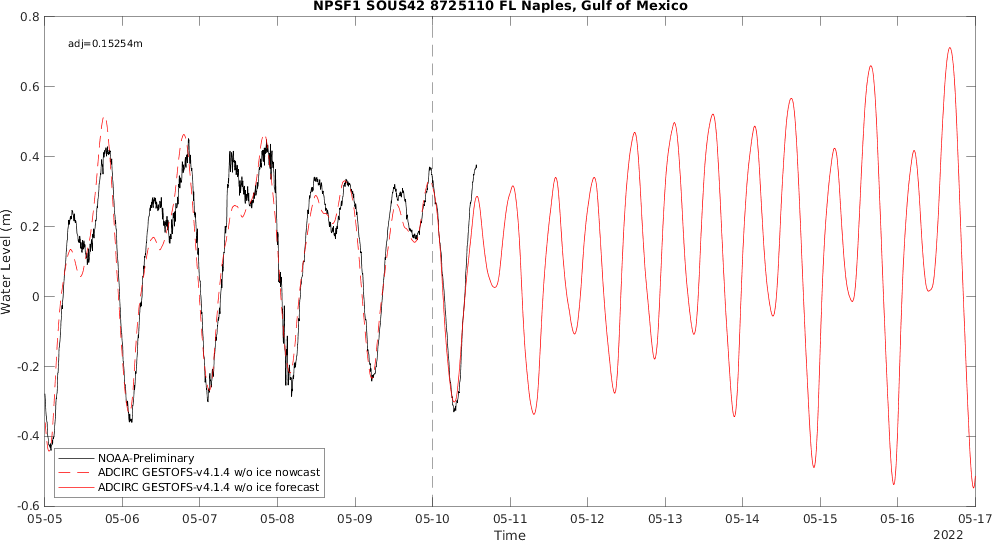 NPSF1 SOUS42 8725110 FL Naples, Gulf of Mexico
adj=0.15254m
Water Level (m)
0.8
0.6
0.4
0.2
0
-0.2
-0.4
-0.6
NOAA-Preliminary
ADCIRC GESTOFS-v4.1.4 w/o ice nowcast
ADCIRC GESTOFS-v4.1.4 w/o ice forecast
05-05 05-06 05-07 05-08 05-09 05-10 05-11 05-12 05-13 05-14 05-15 05-16 05-17
Time
2022